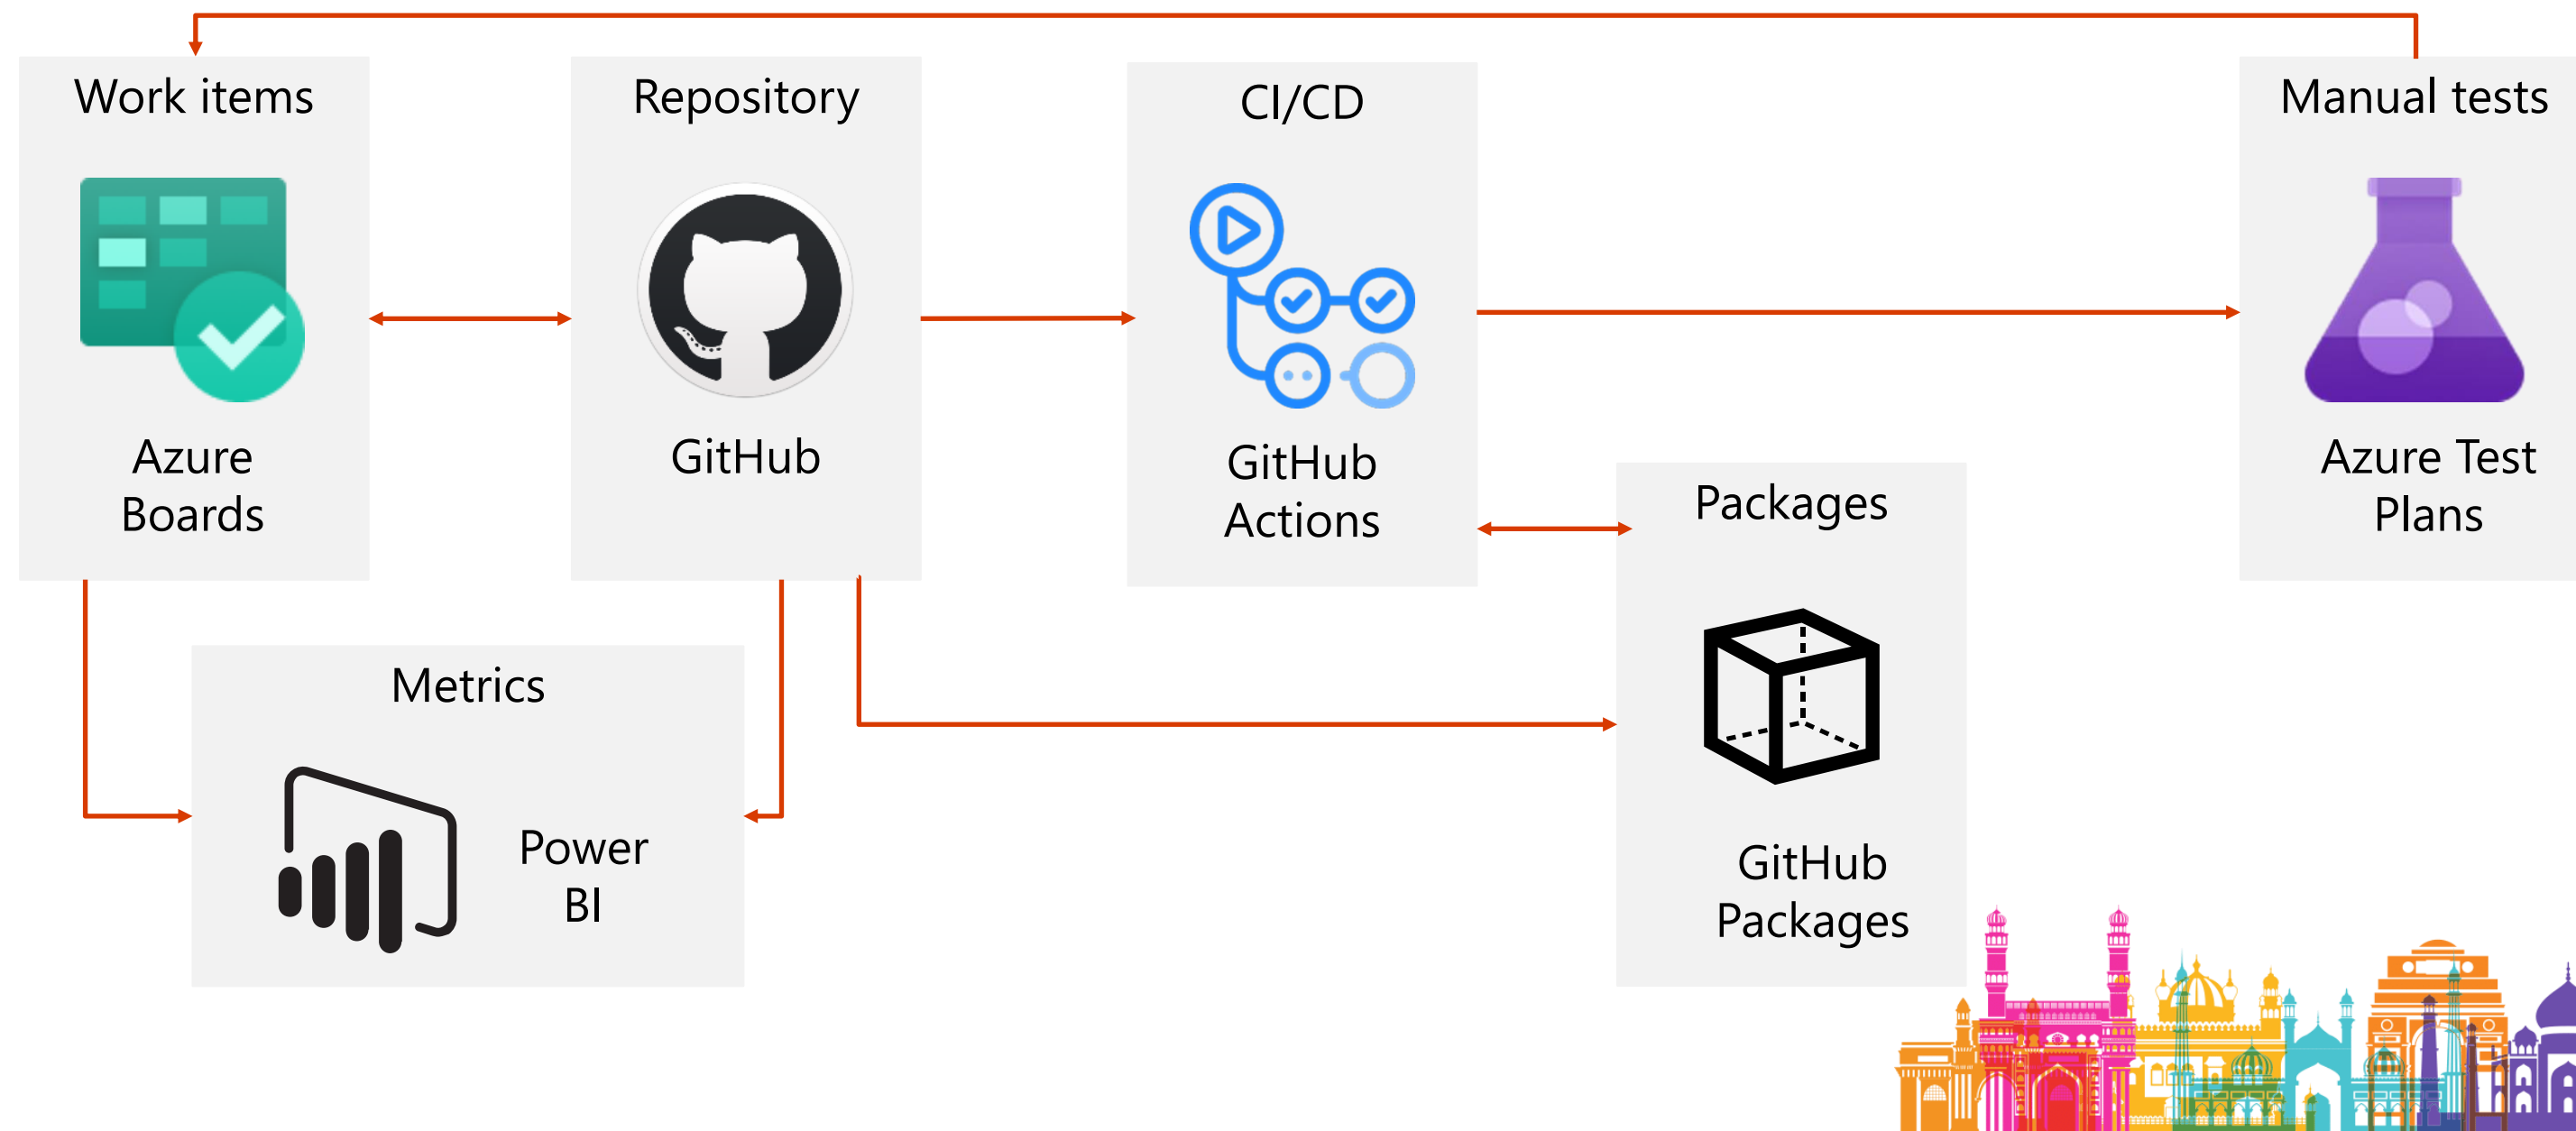 Work items
Azure
Boards
Repository
GitHub
CI/CD
GitHub
Actions
Manual tests
Azure Test
Plans
Packages
GitHub
Packages
Metrics
Power
BI